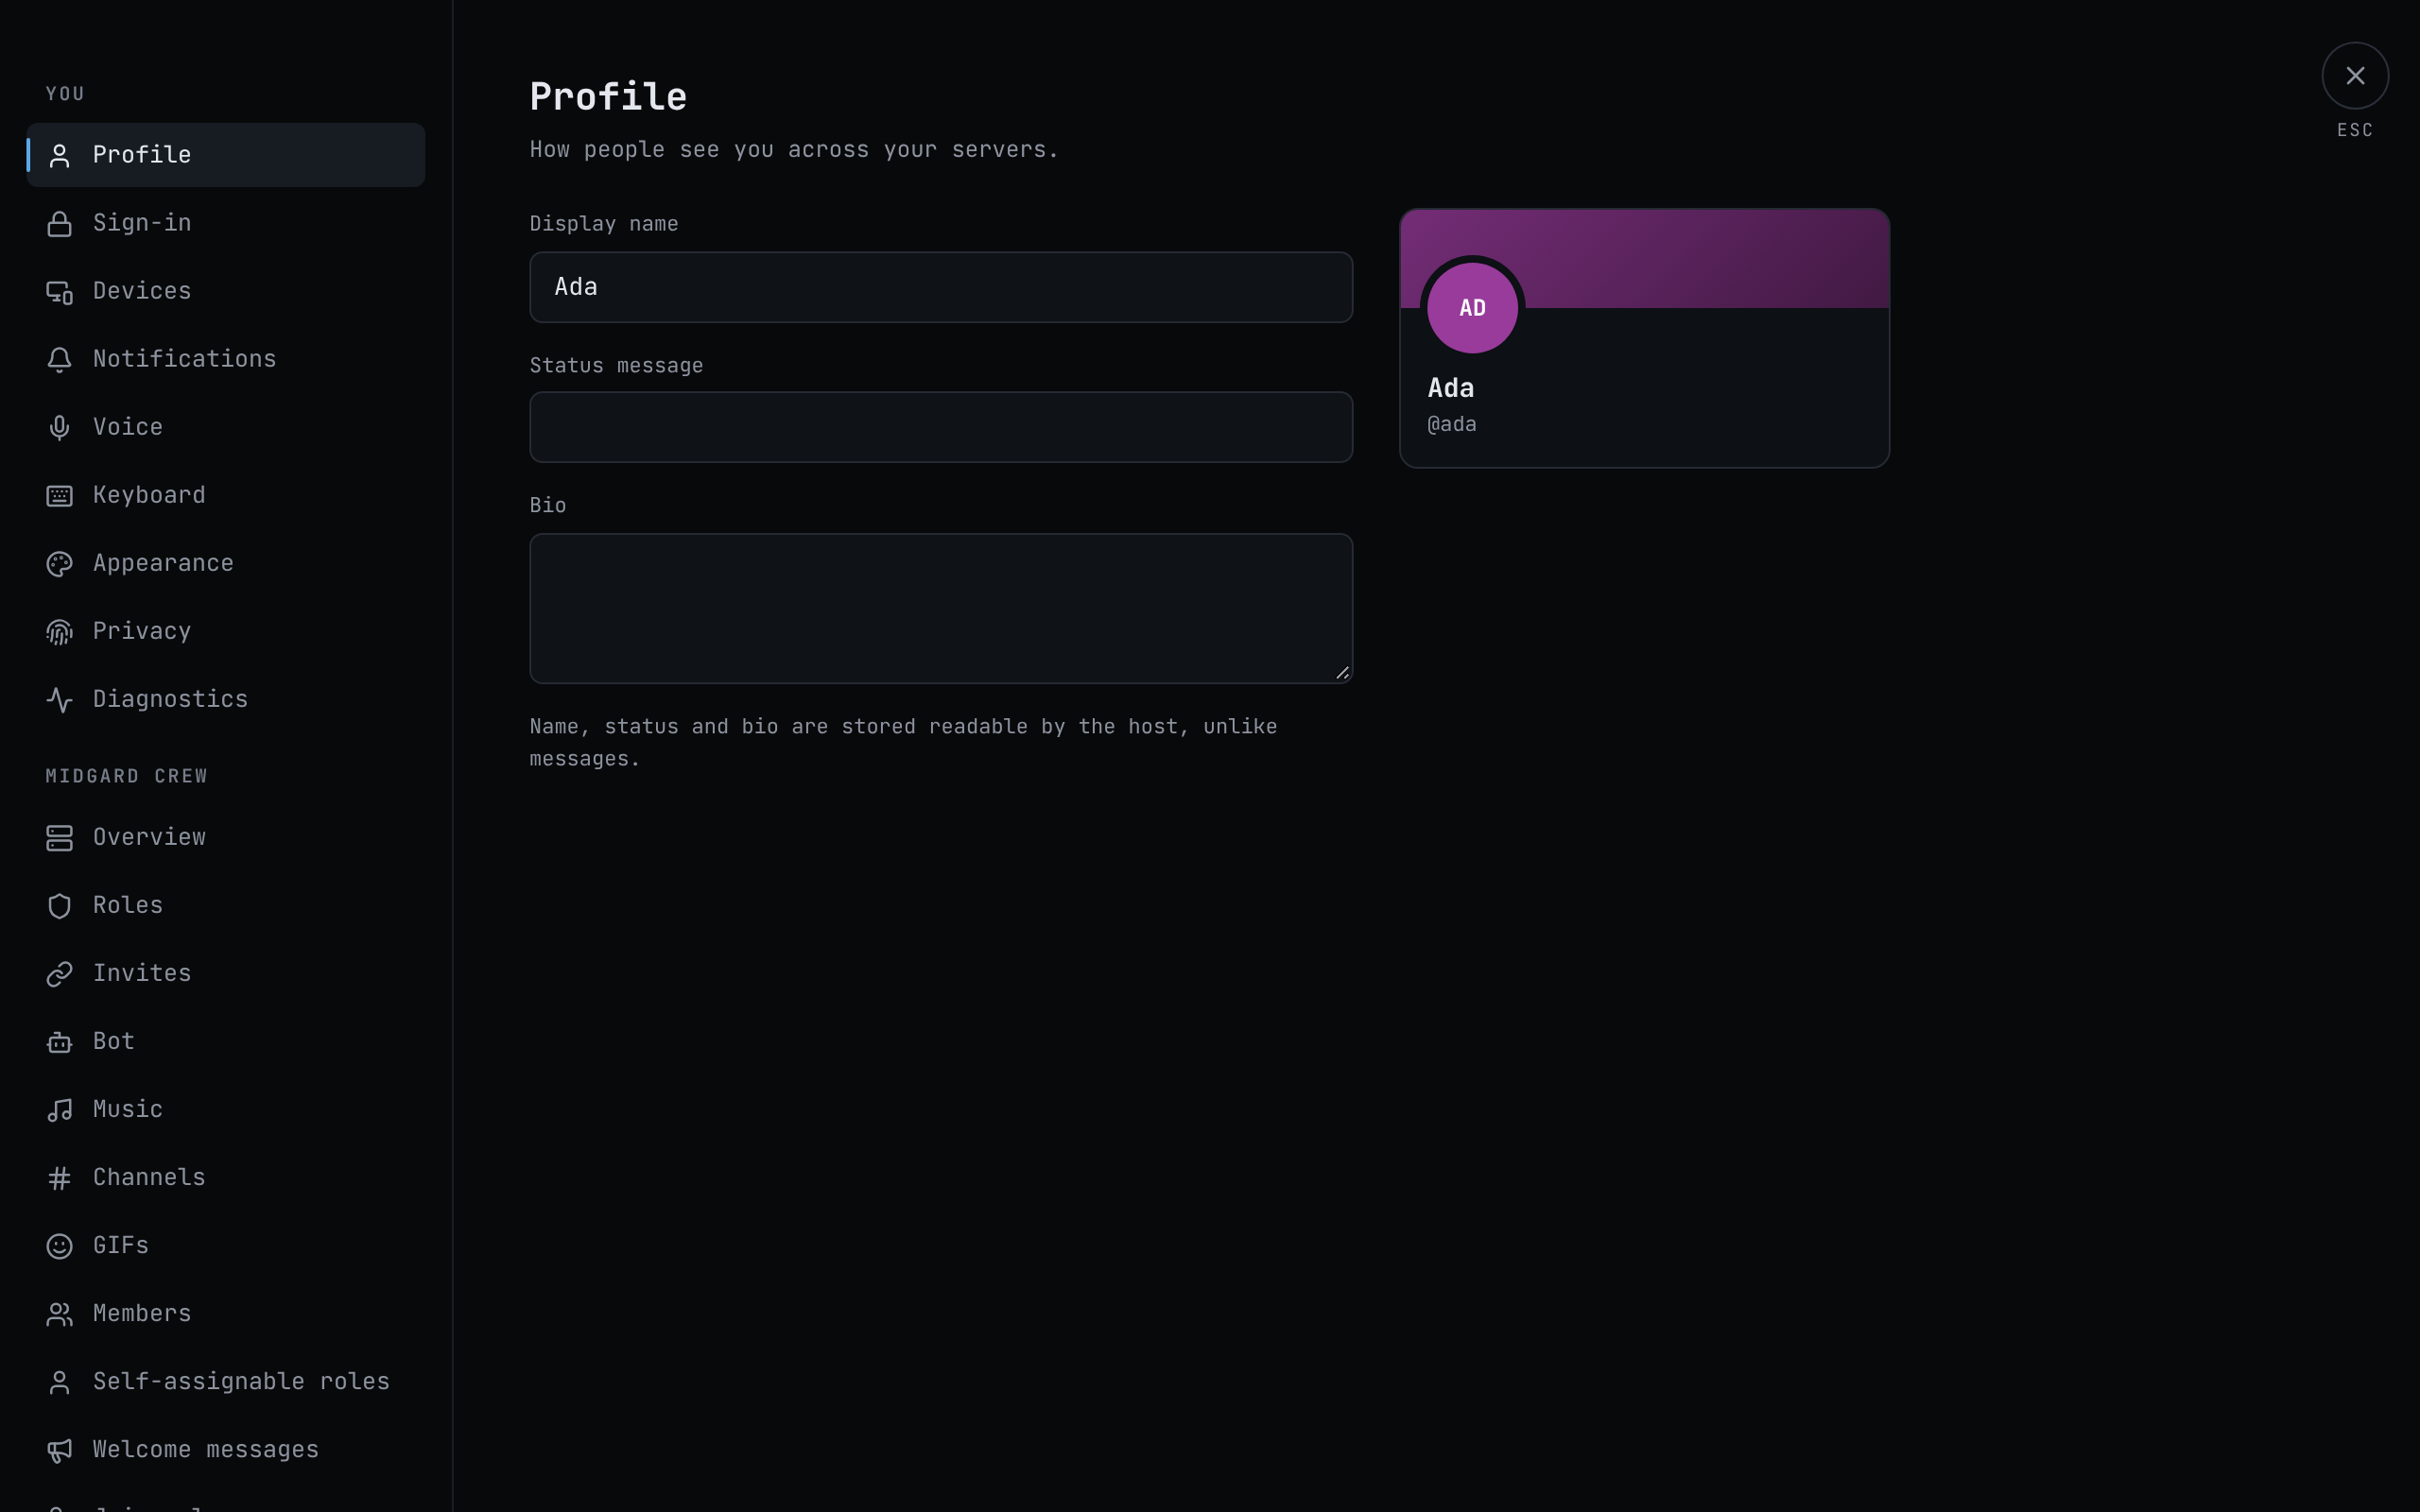 YOU
Profile
Sign-in
Devices
Notifications
Voice
Keyboard
Appearance
Privacy
Diagnostics
MIDGARD CREW
Overview
Roles
Invites
Bot
Music
Channels
GIFs
Members
Self-assignable roles
Welcome messages
Profile
How people see you across your servers.
Display name
Ada
Status message
Bio
Name, status and bio are stored readable by the host, unlike
messages.
AD
Ada
@ada
ESC